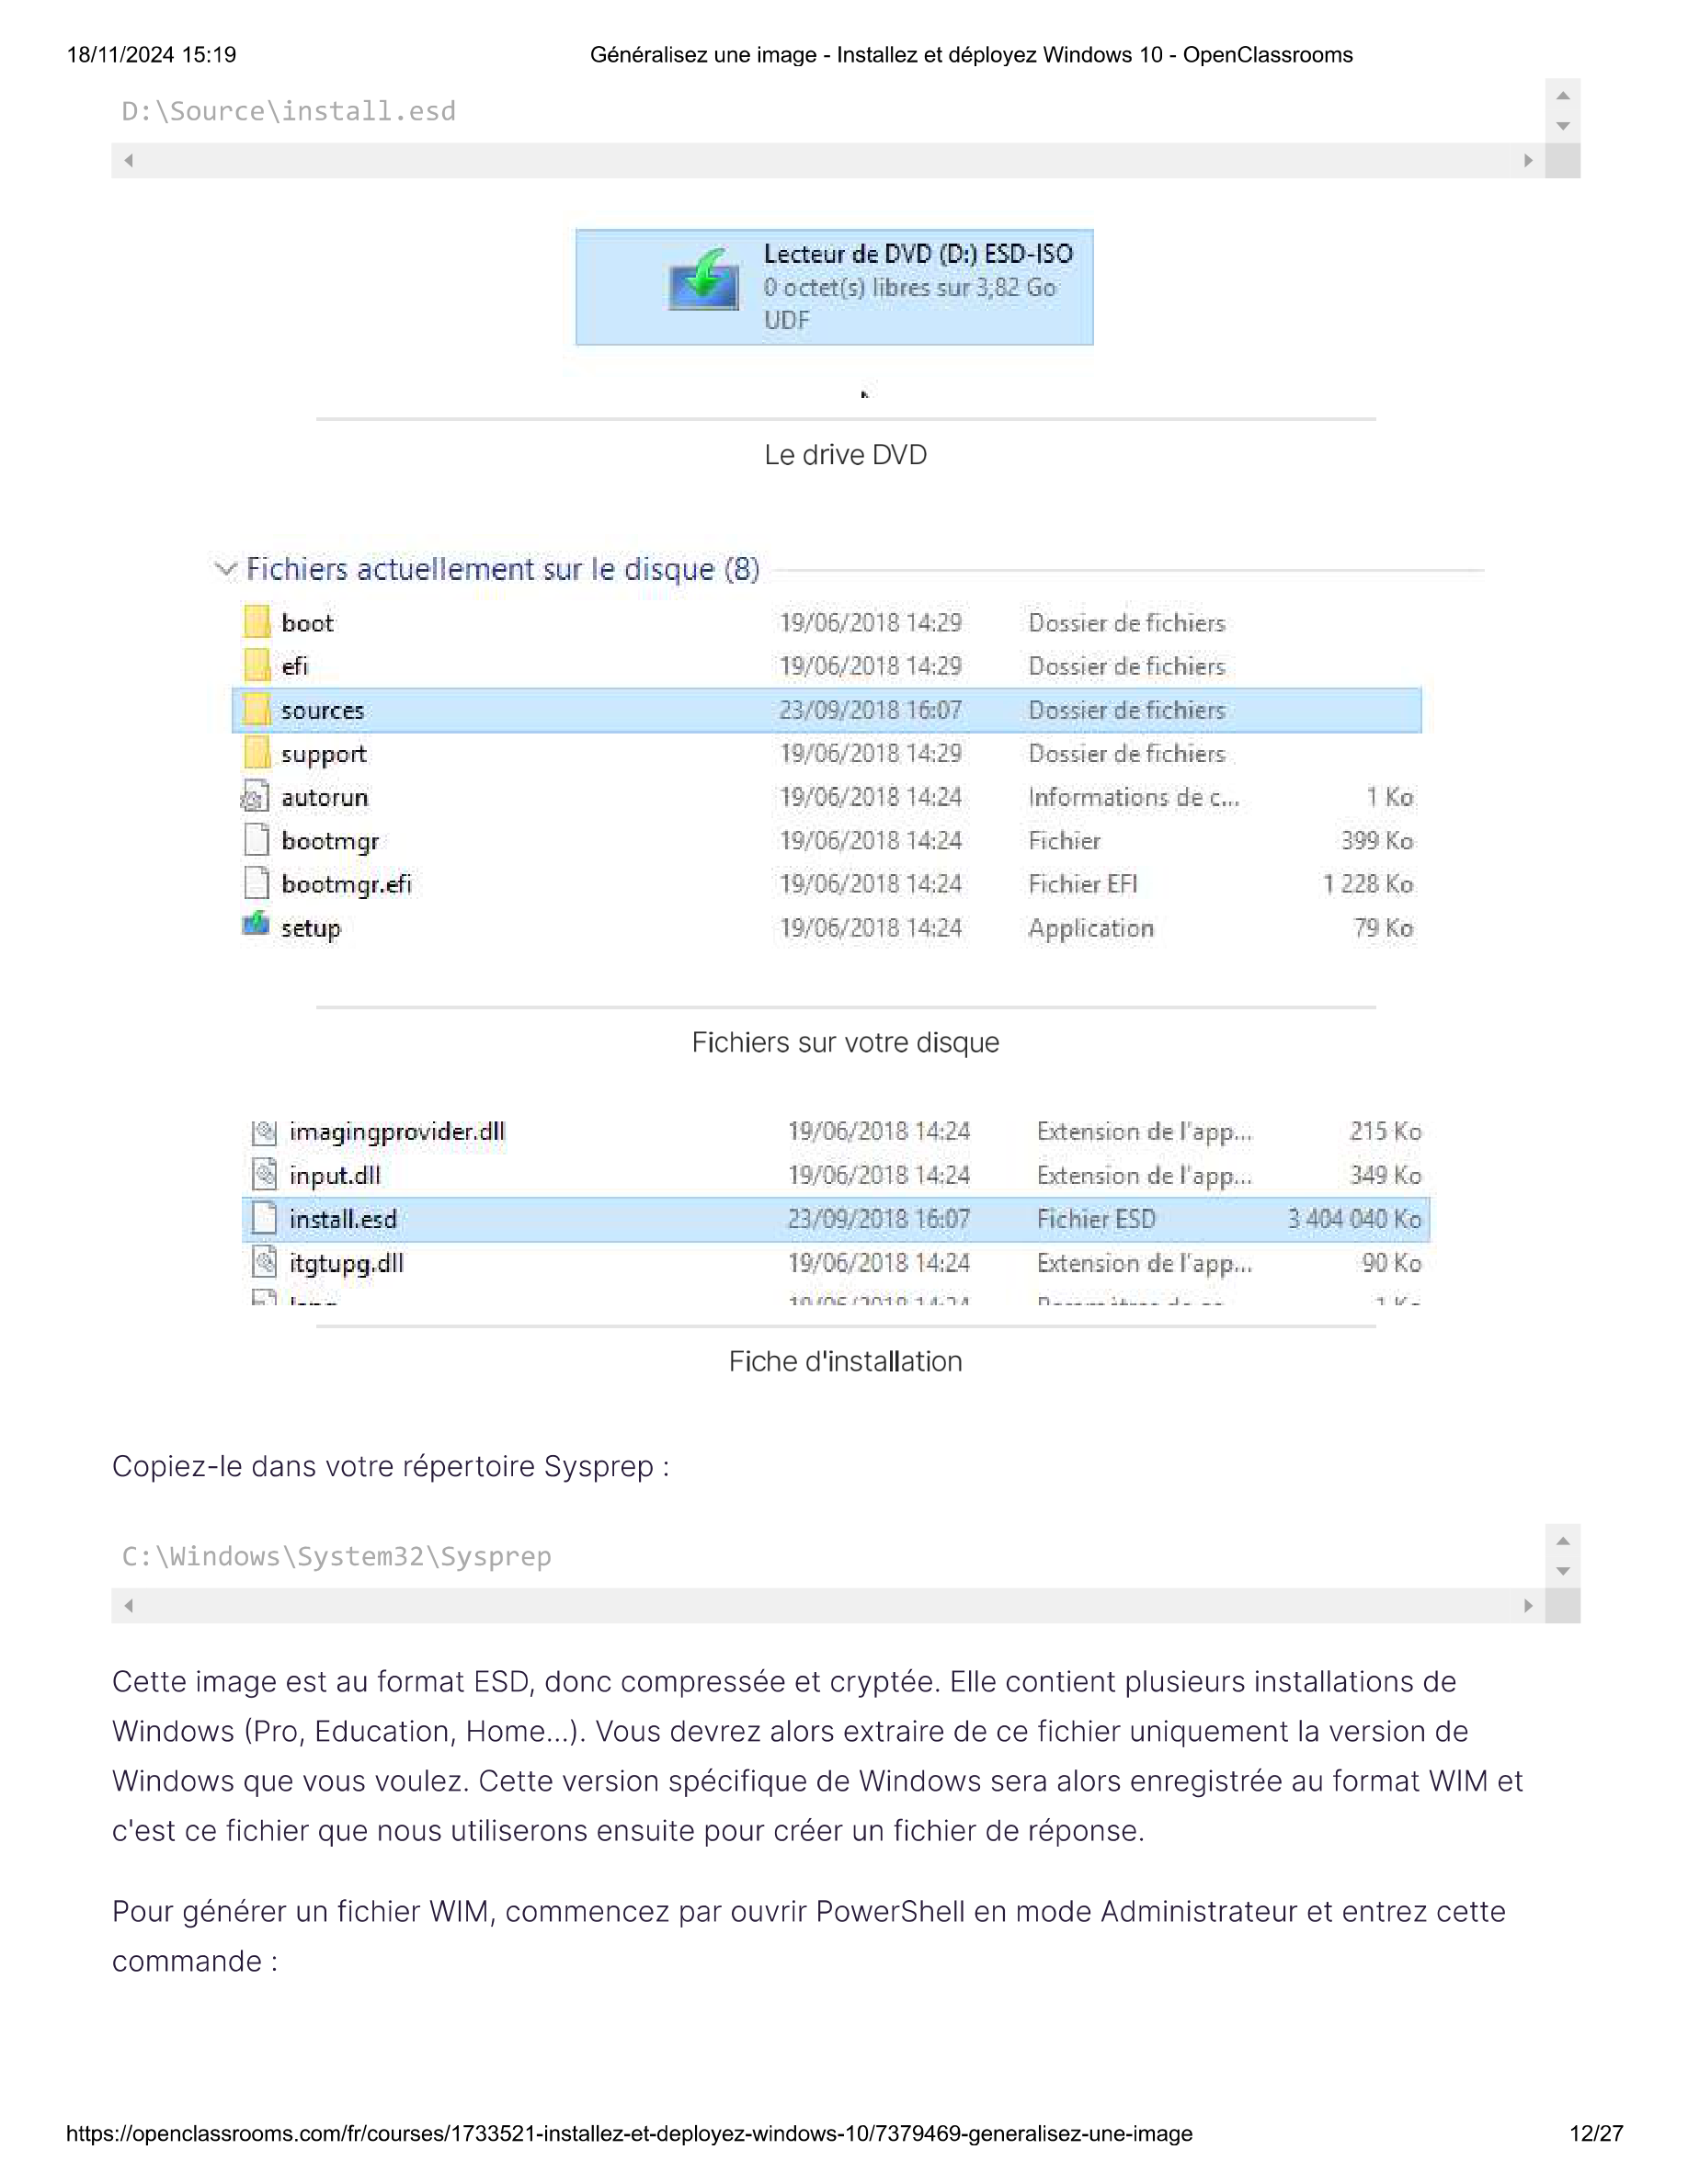 18/11/2024 15:19 Généralisez une image - Installez et déployez Windows 10 - OpenClassrooms
D:\Source\install.esd
Lecteur de DVD (D:) ESD-ISO
0 octet(s) libres sur 3,82 Go
UDF
Le drive DVD
Fichiers actuellement sur le disque (8)
boot 19/06/2018 14:29 Dossier de fichiers
efi 19/06/2018 14:29 Dossier de fichiers
sources 23/09/2018 16:07 Dossier de fichiers
support 19/06/2018 14:29 Dossier de fichiers
autorun 19/06/2018 14:24 Informations de c... 1 Ko
bootmgr 19/06/2018 14:24 Fichier 399 Ko
bootmgr.efi 19/06/2018 14:24 Fichier EFI 1 228 Ko
setup 19/06/2018 14:24 Application 79 Ko
Fichiers sur votre disque
imagingprovider.dll 19/06/2018 14:24 Extension de l'app... 215 Ko
input.dll 19/06/2018 14:24 Extension de l'app... 349 Ko
install.esd 23/09/2018 16:07 Fichier ESD 3 404 040 Ko
itgtupg.dll 19/06/2018 14:24 Extension de l'app... 90 Ko
Fiche d'installation
Copiez-le dans votre répertoire Sysprep :
C:\Windows\System32\Sysprep
Cette image est au format ESD, donc compressée et cryptée. Elle contient plusieurs installations de
Windows (Pro, Education, Home...). Vous devrez alors extraire de ce fichier uniquement la version de
Windows que vous voulez. Cette version spécifique de Windows sera alors enregistrée au format WIM et
c'est ce fichier que nous utiliserons ensuite pour créer un fichier de réponse.
Pour générer un fichier WIM, commencez par ouvrir PowerShell en mode Administrateur et entrez cette
commande :
https://openclassrooms.com/fr/courses/1733521-installez-et-deployez-windows-10/7379469-generalisez-une-image 12/27